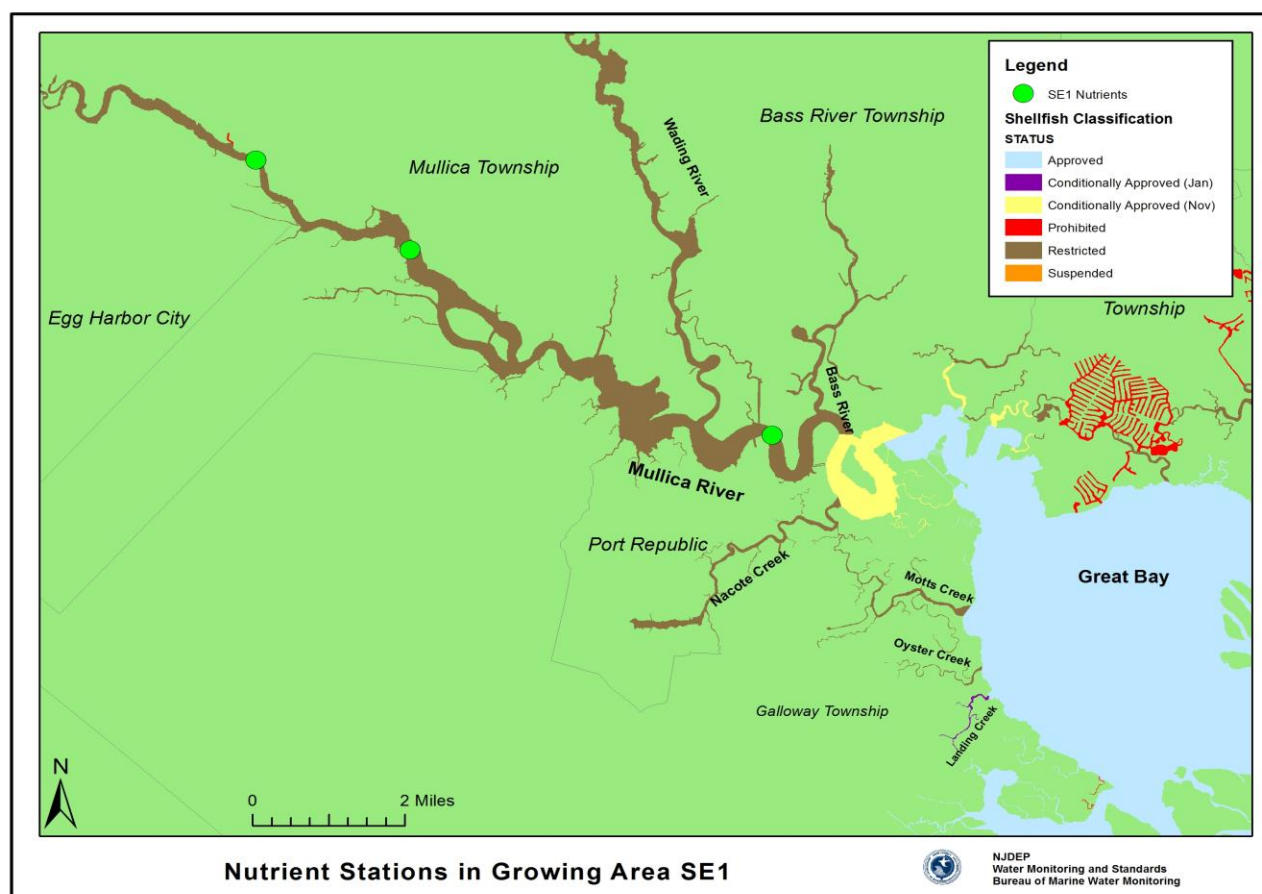 Legend
SE1 Nutrients
Shellfish Classification
STATUS
Approved
Conditionally Approved (Jan)
Conditionally Approved (Nov)
Prohibited
Restricted
Suspended
Bass River Township
Wading River
Mullica Township
Egg Harbor City
Township
Bass River
Mullica River
Port Republic
Nacote Creek
Motts Creek
Great Bay
Oyster Creek
Galloway Township
Landing Creek
N
0 2 Miles
Nutrient Stations in Growing Area SE1
NJDEP
Water Monitoring and Standards
Bureau of Marine Water Monitoring